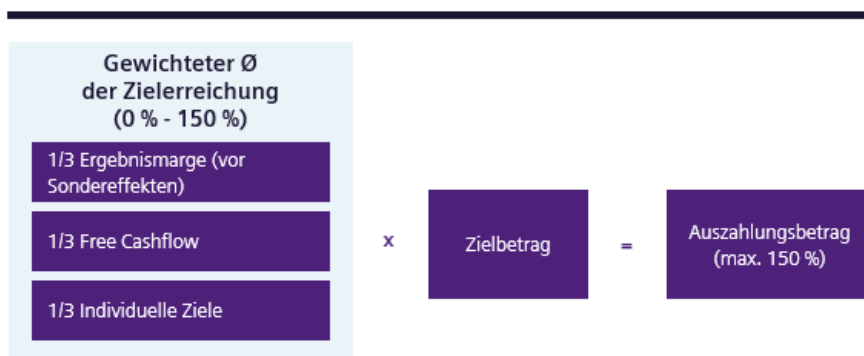 Gewichteter Ø
der Zielerreichung
(0 % - 150 %)
1/3 Ergebnismarge (vor
Sondereffekten)
1/3 Free Cashflow
1/3 Individuelle Ziele
x
Zielbetrag
=
Auszahlungsbetrag
(max. 150 %)